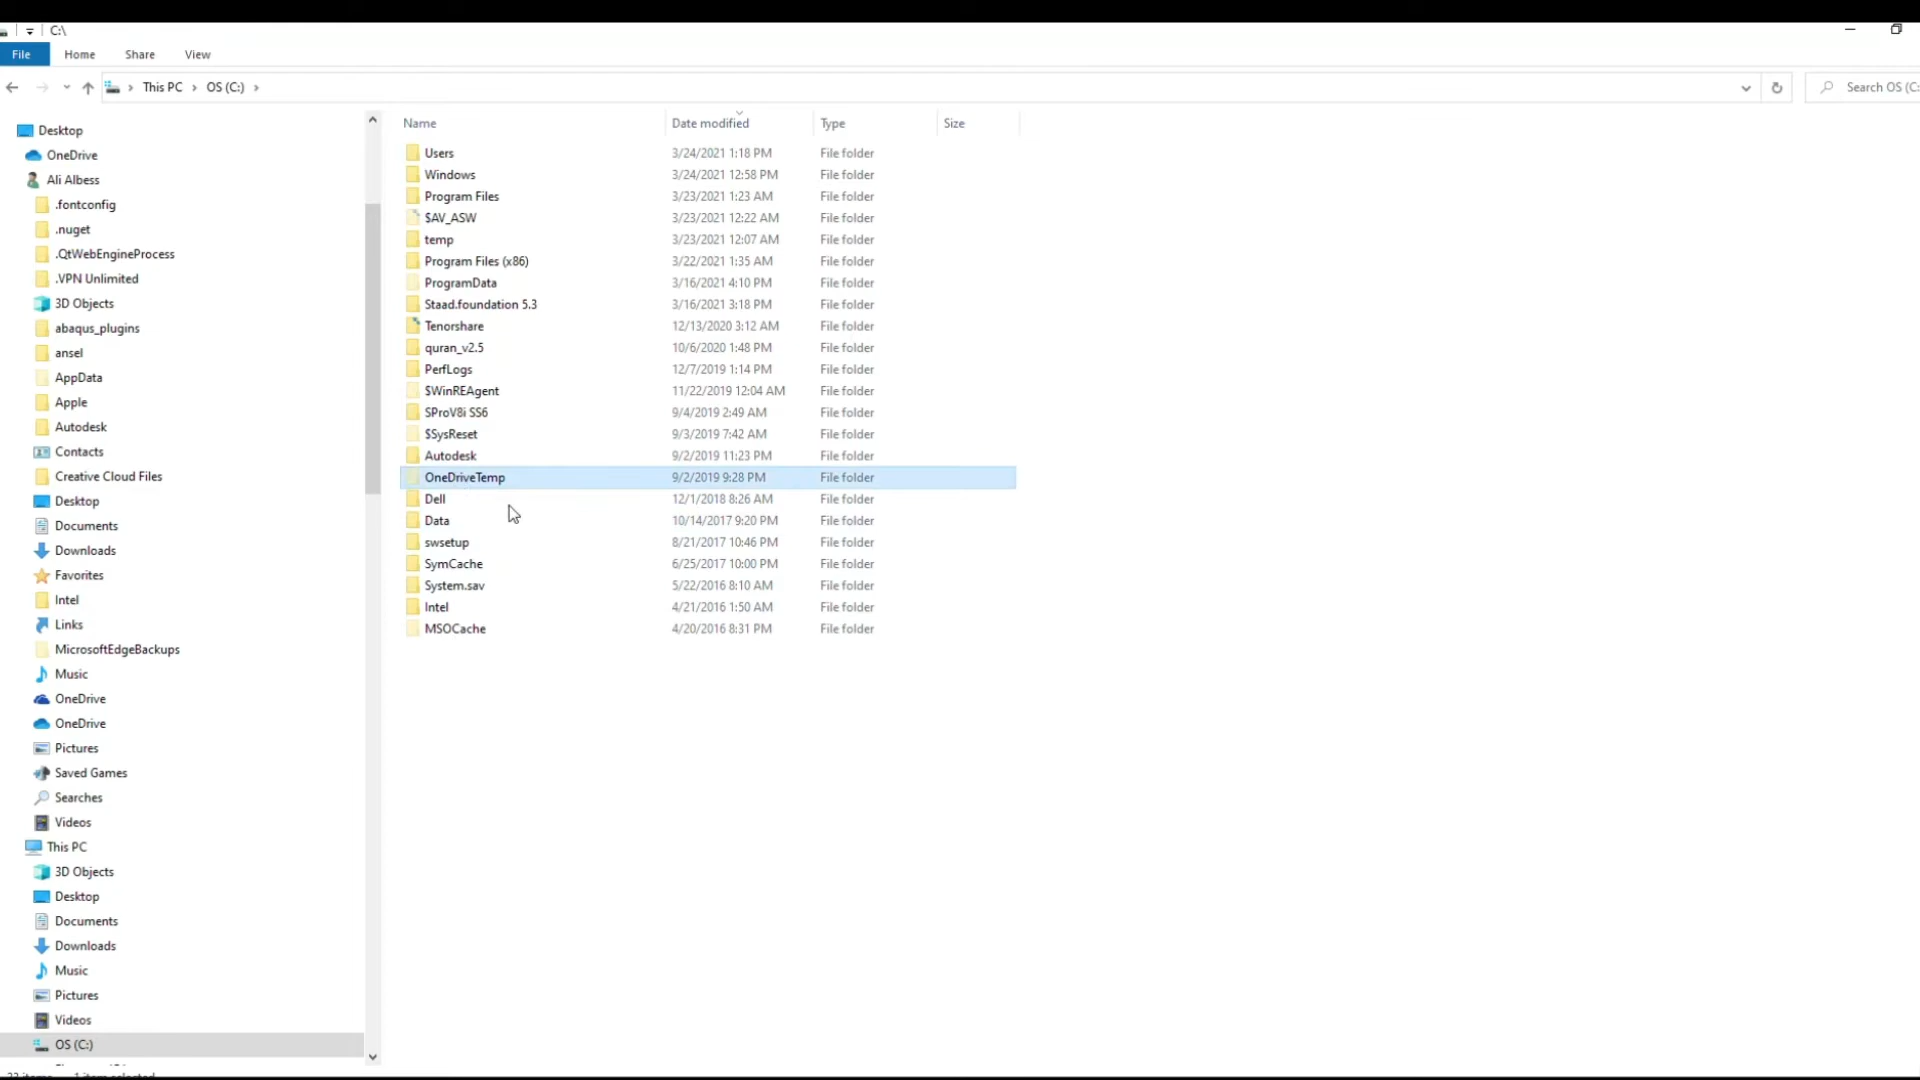 C:\
File Home Share View
This PC OS (C:) Search OS (C:
Desktop
OneDrive
Ali Albess
.fontconfig
.nuget
.QtWebEngineProcess
.VPN Unlimited
3D Objects
abaqus_plugins
ansel
AppData
Apple
Autodesk
Contacts
Creative Cloud Files
Desktop
Documents
Downloads
Favorites
Intel
Links
MicrosoftEdgeBackups
Music
OneDrive
OneDrive
Pictures
Saved Games
Searches
Videos
This PC
3D Objects
Desktop
Documents
Downloads
Music
Pictures
Videos
OS (C:)
Name Date modified Type Size
Users 3/24/2021 1:18 PM File folder
Windows 3/24/2021 12:58 PM File folder
Program Files 3/23/2021 1:23 AM File folder
$AV_ASW 3/23/2021 12:22 AM File folder
temp 3/23/2021 12:07 AM File folder
Program Files (x86) 3/22/2021 1:35 AM File folder
ProgramData 3/16/2021 4:10 PM File folder
Staad.foundation 5.3 3/16/2021 3:18 PM File folder
Tenorshare 12/13/2020 3:12 AM File folder
quran_v2.5 10/6/2020 1:48 PM File folder
PerfLogs 12/7/2019 1:14 PM File folder
$WinREAgent 11/22/2019 12:04 AM File folder
SProV8i SS6 9/4/2019 2:49 AM File folder
$SysReset 9/3/2019 7:42 AM File folder
Autodesk 9/2/2019 11:23 PM File folder
OneDriveTemp 9/2/2019 9:28 PM File folder
Dell 12/1/2018 8:26 AM File folder
Data 10/14/2017 9:20 PM File folder
swsetup 8/21/2017 10:46 PM File folder
SymCache 6/25/2017 10:00 PM File folder
System.sav 5/22/2016 8:10 AM File folder
Intel 4/21/2016 1:50 AM File folder
MSOCache 4/20/2016 8:31 PM File folder